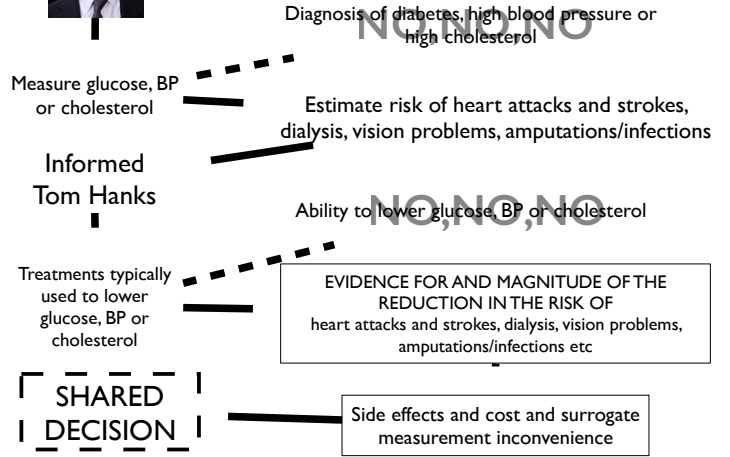 Diagnosis of diabetes, high blood pressure or
high cholesterol
NO,NO,NO
Measure glucose, BP
or cholesterol
Estimate risk of heart attacks and strokes,
dialysis, vision problems, amputations/infections
Informed
Tom Hanks
Ability to lower glucose, BP or cholesterol
NO,NO,NO
Treatments typically
used to lower
glucose, BP or
cholesterol
EVIDENCE FOR AND MAGNITUDE OF THE
REDUCTION IN THE RISK OF
heart attacks and strokes, dialysis, vision problems,
amputations/infections etc
SHARED
DECISION
Side effects and cost and surrogate
measurement inconvenience